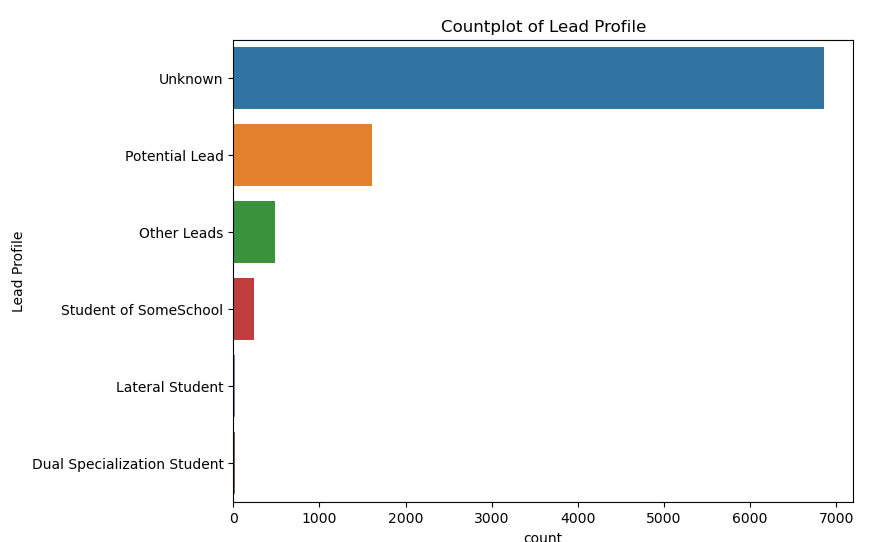 Countplot of Lead Profile
Lead Profile
Unknown
Potential Lead
Other Leads
Student of SomeSchool
Lateral Student
Dual Specialization Student
0 1000 2000 3000 4000 5000 6000 7000
count